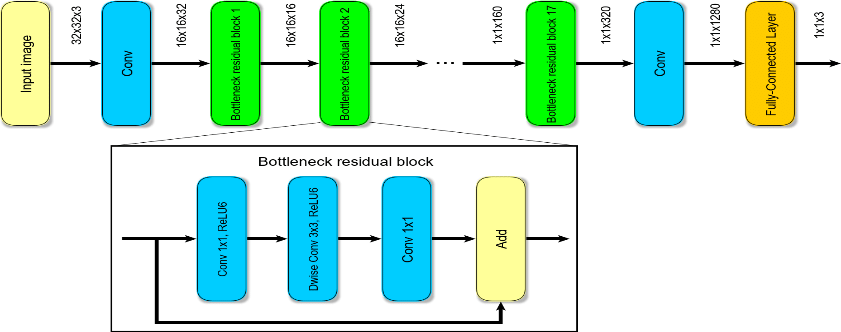 Input image
32x32x3
Conv
16x16x32
Bottleneck residual block 1
16x16x16
Bottleneck residual block 2
16x16x24
...
1x1x160
Bottleneck residual block 17
1x1x320
Conv
1x1x1280
Fully-Connected Layer
1x1x3
Bottleneck residual block
Conv 1x1, ReLU6
Dwise Conv 3x3, ReLU6
Conv 1x1
Add